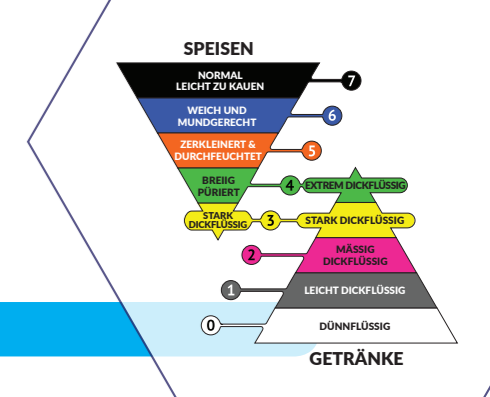 SPEISEN
NORMAL
LEICHT ZU KAUEN
7
WEICH UND
MUNDGERECHT
6
ZERKLEINERT &
DURCHFEUCHTET
5
BREIIG
PÜRIERT
4
EXTREM DICKFLÜSSIG
STARK
DICKFLÜSSIG
3
STARK DICKFLÜSSIG
2
MÄSSIG
DICKFLÜSSIG
1
LEICHT DICKFLÜSSIG
0
DÜNNFLÜSSIG
GETRÄNKE